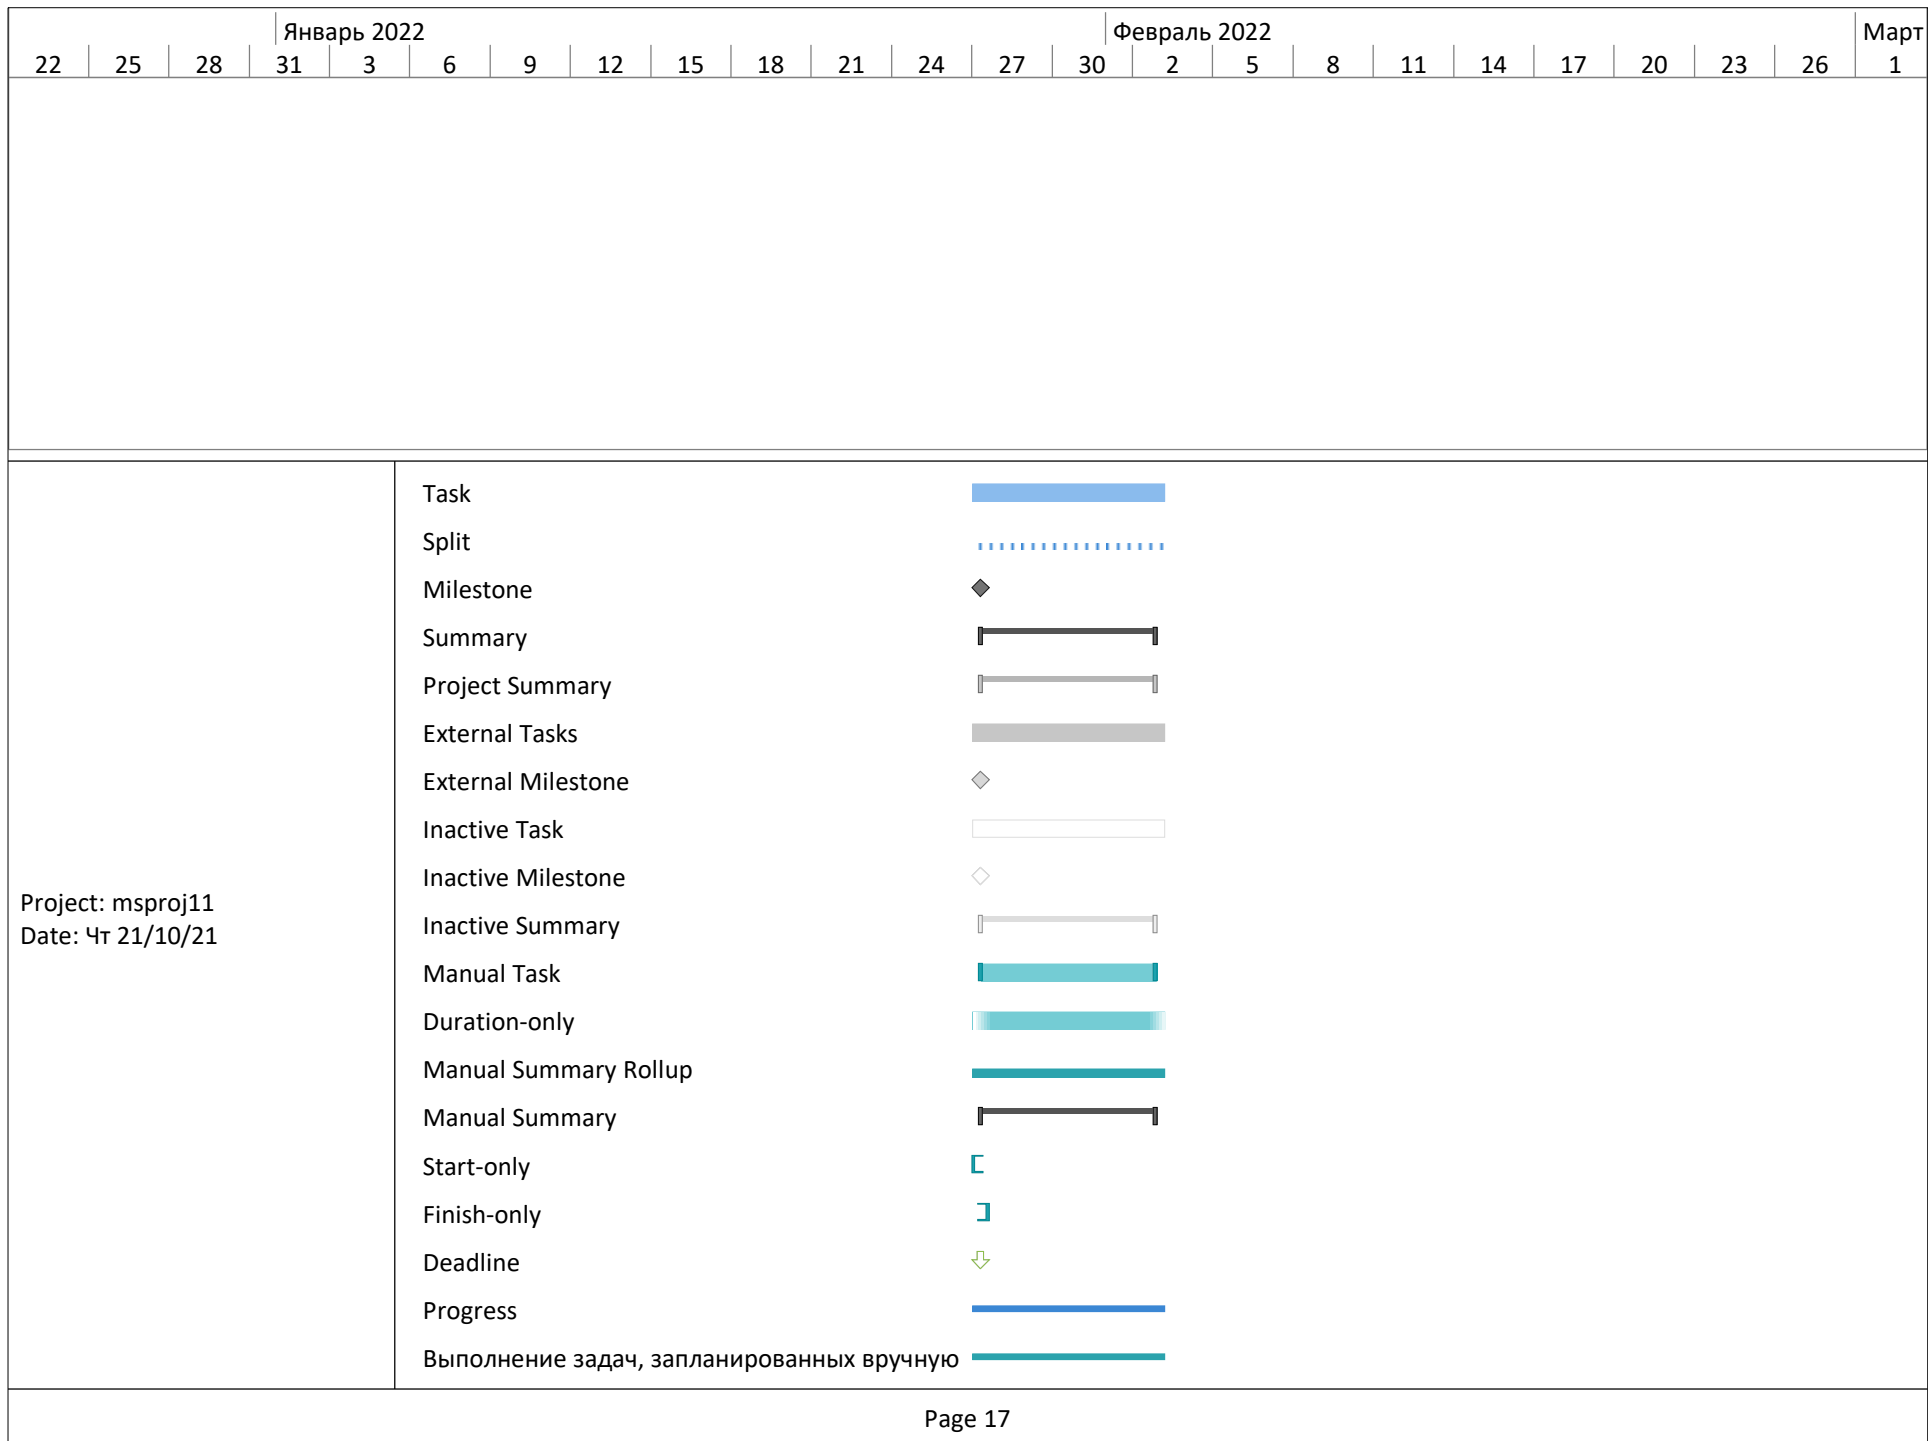 Январь 2022 Февраль 2022 Март
22 25 28 31 3 6 9 12 15 18 21 24 27 30 2 5 8 11 14 17 20 23 26 1
Task
Split
Milestone
Summary
Project Summary
External Tasks
External Milestone
Inactive Task
Inactive Milestone
Inactive Summary
Manual Task
Duration-only
Manual Summary Rollup
Manual Summary
Start-only
Finish-only
Deadline
Progress
Выполнение задач, запланированных вручную
Project: msproj11
Date: Чт 21/10/21
Page 17